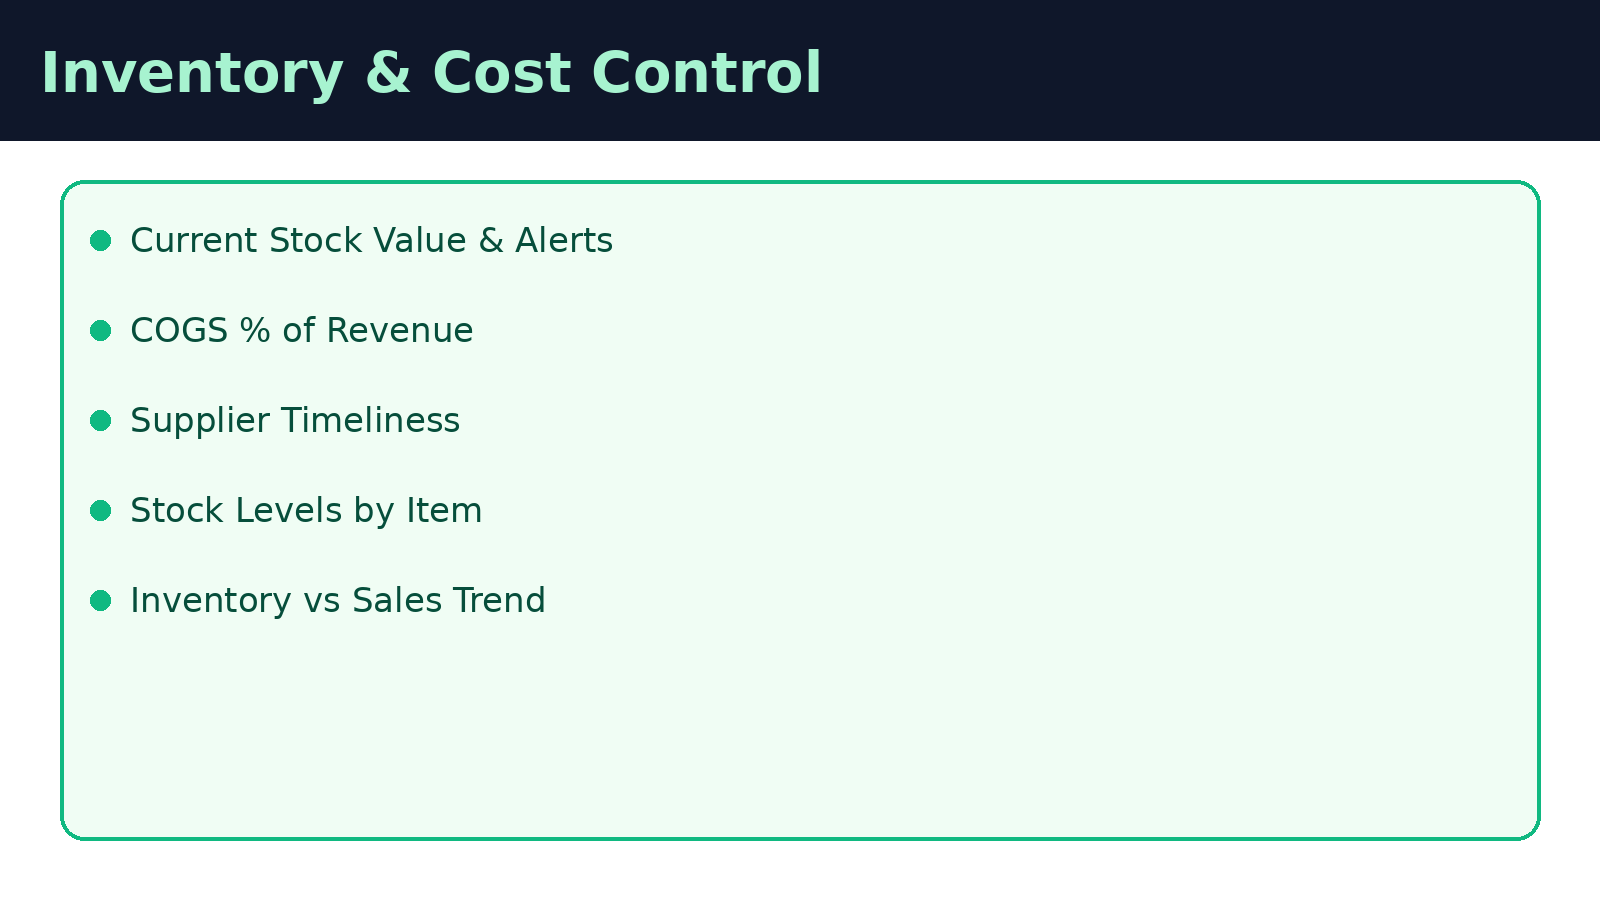 Inventory & Cost Control
Current Stock Value & Alerts
COGS % of Revenue
Supplier Timeliness
Stock Levels by Item
Inventory vs Sales Trend